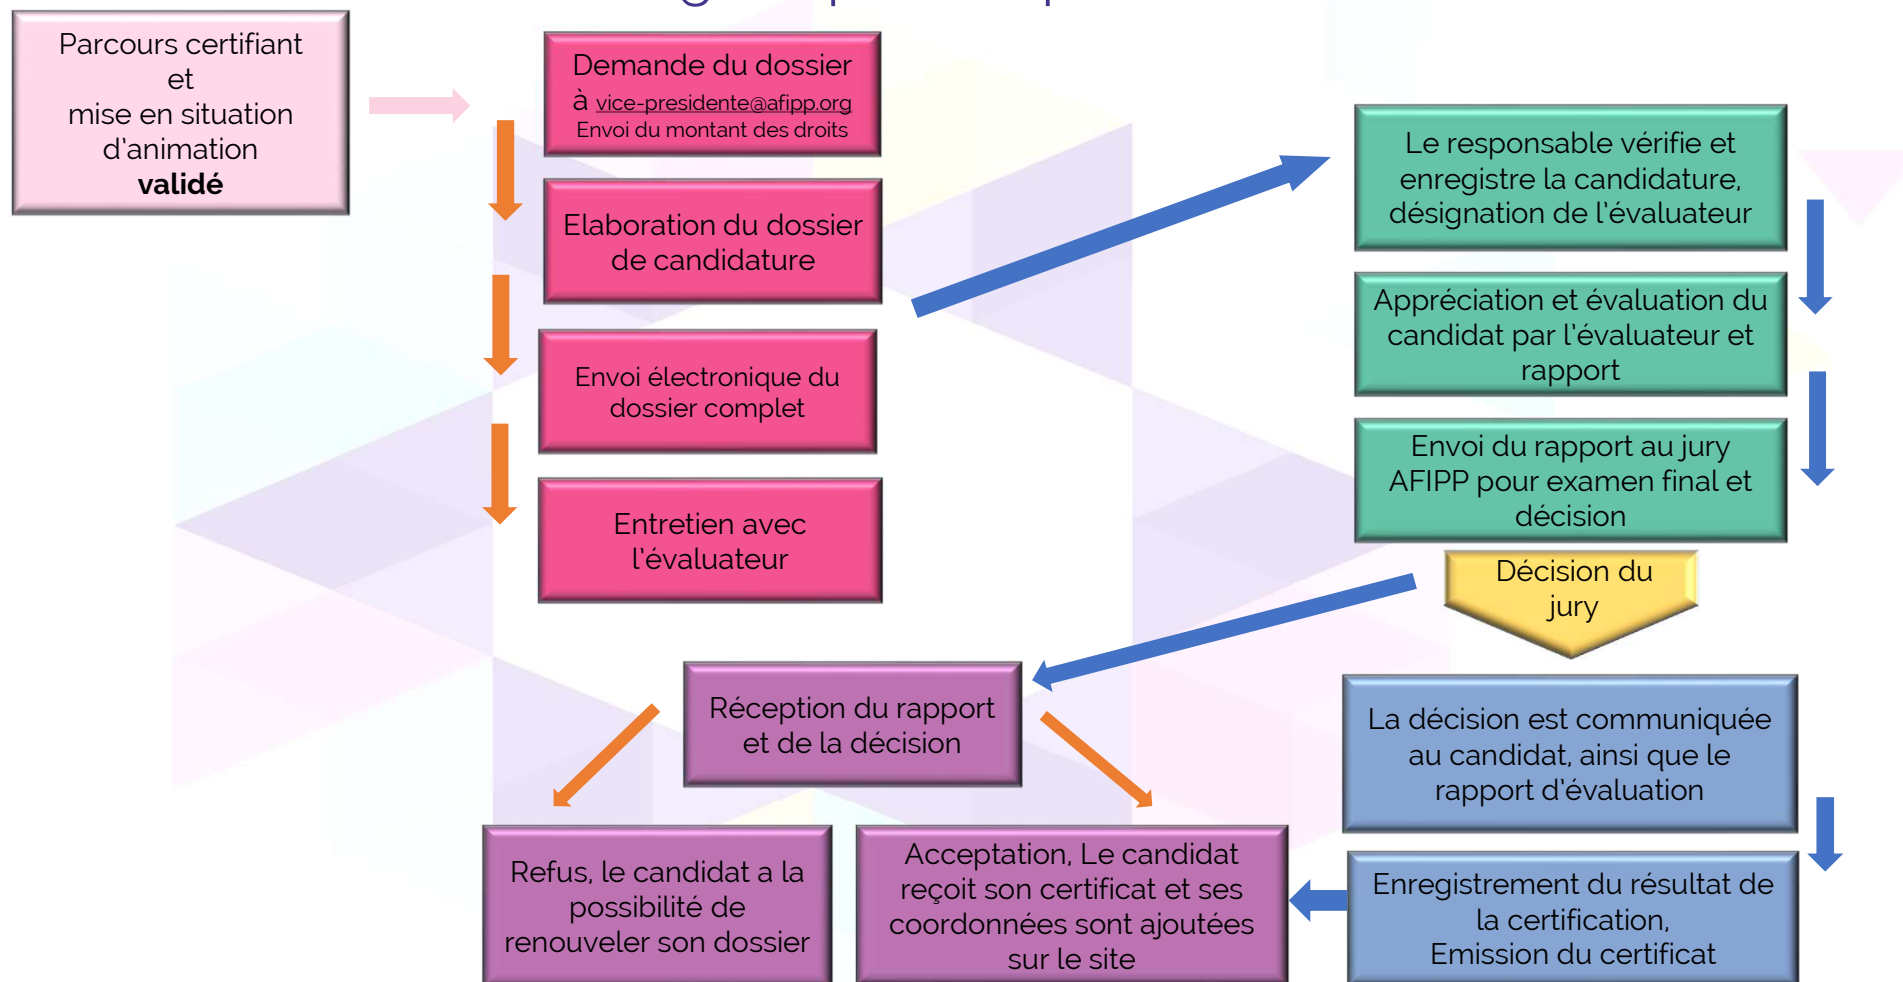 Parcours certifiant
et
mise en situation
d'animation
validé
Demande du dossier
à vice-presidente@afipp.org
Envoi du montant des droits
Elaboration du dossier
de candidature
Envoi électronique du
dossier complet
Entretien avec
l'évaluateur
Le responsable vérifie et
enregistre la candidature,
désignation de l'évaluateur
Appréciation et évaluation du
candidat par l'évaluateur et
rapport
Envoi du rapport au jury
AFIPP pour examen final et
décision
Décision du
jury
Réception du rapport
et de la décision
La décision est communiquée
au candidat, ainsi que le
rapport d'évaluation
Refus, le candidat a la
possibilité de
renouveler son dossier
Acceptation, Le candidat
reçoit son certificat et ses
coordonnées sont ajoutées
sur le site
Enregistrement du résultat de
la certification,
Emission du certificat